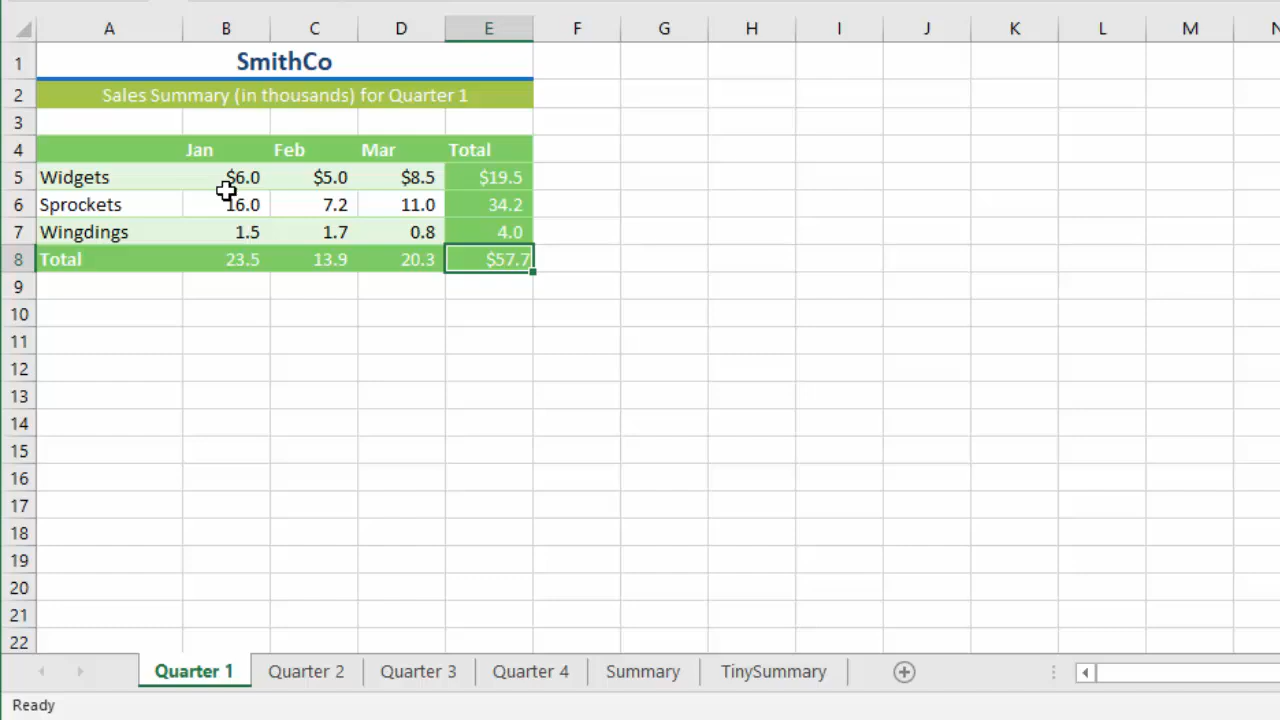 A B C D E F G H I J K L M N
1 SmithCo
2 Sales Summary (in thousands) for Quarter 1
3
4 Jan Feb Mar Total
5 Widgets $6.0 $5.0 $8.5 $19.5
6 Sprockets 16.0 7.2 11.0 34.2
7 Wingdings 1.5 1.7 0.8 4.0
8 Total 23.5 13.9 20.3 $57.7
9
10
11
12
13
14
15
16
17
18
19
20
21
22
Quarter 1 Quarter 2 Quarter 3 Quarter 4 Summary TinySummary
Ready